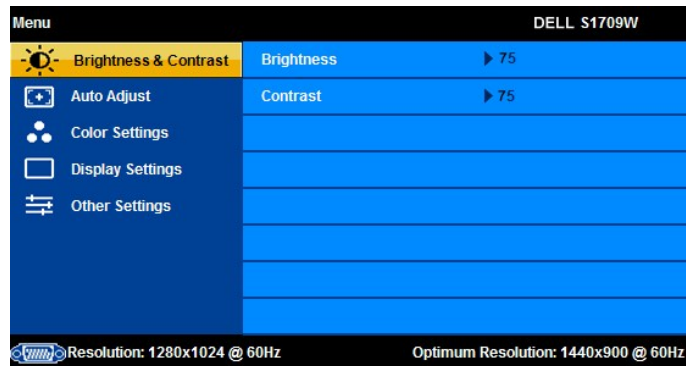 Menu DELL S1709W
Brightness & Contrast Brightness 75
Auto Adjust Contrast 75
Color Settings
Display Settings
Other Settings
Resolution: 1280x1024 @ 60Hz Optimum Resolution: 1440x900 @ 60Hz